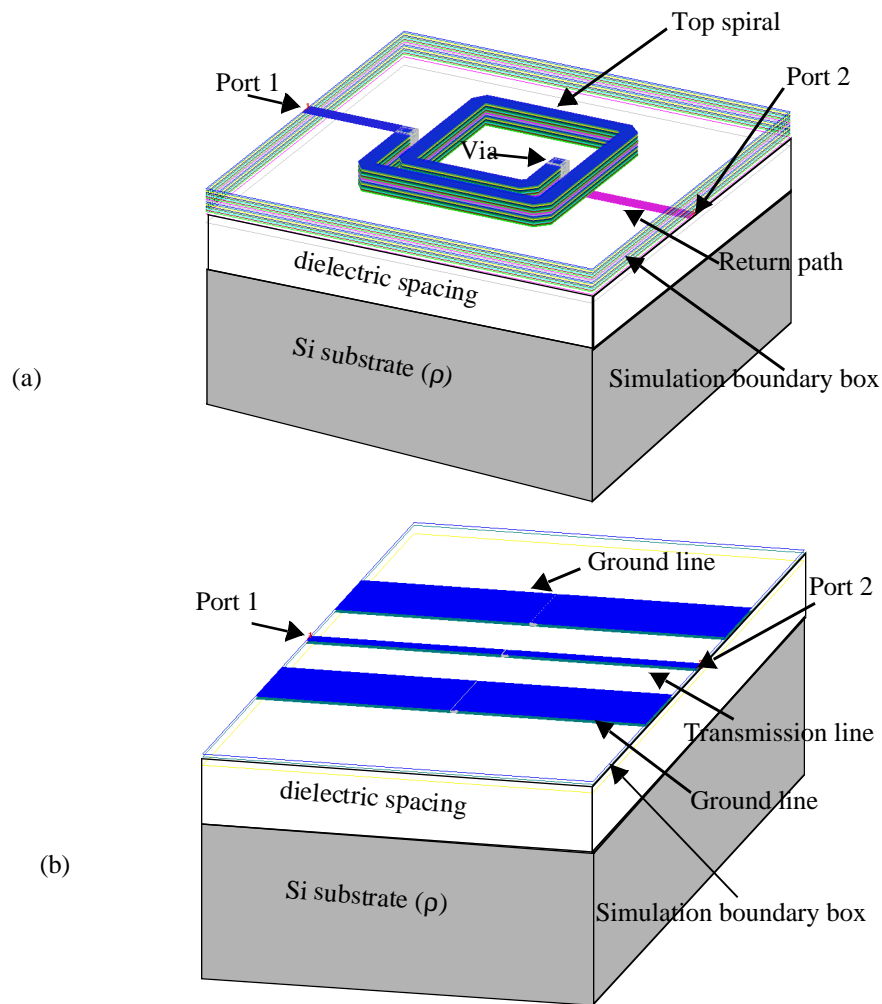 Top spiral
Port 1
Port 2
Via
Return path
dielectric spacing
Si substrate (ρ)
Simulation boundary box
(a)
Ground line
Port 1
Port 2
Transmission line
dielectric spacing
Ground line
(b)
Si substrate (ρ)
Simulation boundary box